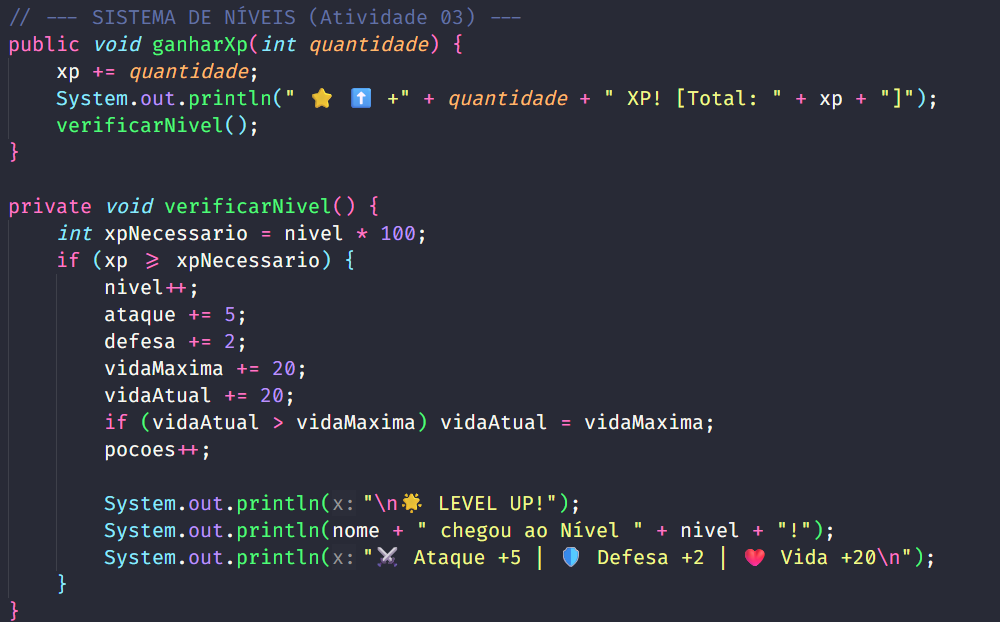 // --- SISTEMA DE NÍVEIS (Atividade 03) ---
public void ganharXp(int quantidade) {
    xp += quantidade;
    System.out.println(" ⭐ ⬆️ +" + quantidade + " XP! [Total: " + xp + "]");
    verificarNivel();
}

private void verificarNivel() {
    int xpNecessario = nivel * 100;
    if (xp >= xpNecessario) {
        nivel++;
        ataque += 5;
        defesa += 2;
        vidaMaxima += 20;
        vidaAtual += 20;
        if (vidaAtual > vidaMaxima) vidaAtual = vidaMaxima;
        pocoes++;

        System.out.println(x: "\n🌟 LEVEL UP!");
        System.out.println(nome + " chegou ao Nível " + nivel + "!");
        System.out.println(x: "⚔️ Ataque +5 | 🛡️ Defesa +2 | ❤️ Vida +20\n");
    }
}